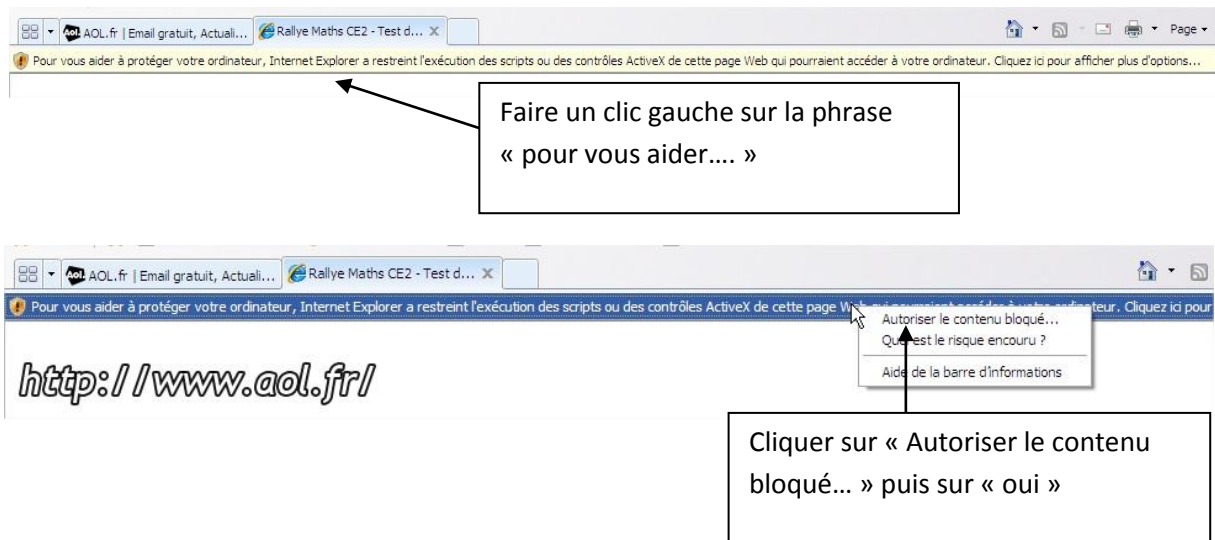 AOL.fr | Email gratuit, Actuali... Rallye Maths CE2 - Test d... X Page
Pour vous aider à protéger votre ordinateur, Internet Explorer a restreint l'exécution des scripts ou des contrôles ActiveX de cette page Web qui pourraient accéder à votre ordinateur. Cliquez ici pour afficher plus d'options...
Faire un clic gauche sur la phrase
« pour vous aider.... »
AOL.fr | Email gratuit, Actuali... Rallye Maths CE2 - Test d... X
Pour vous aider à protéger votre ordinateur, Internet Explorer a restreint l'exécution des scripts ou des contrôles ActiveX de cette page teur. Cliquez ici pour
Autoriser le contenu bloqué...
est le risque encouru ?
Aide de la barre d'informations
http://www.aol.fr/
Cliquer sur « Autoriser le contenu
bloqué... » puis sur « oui »